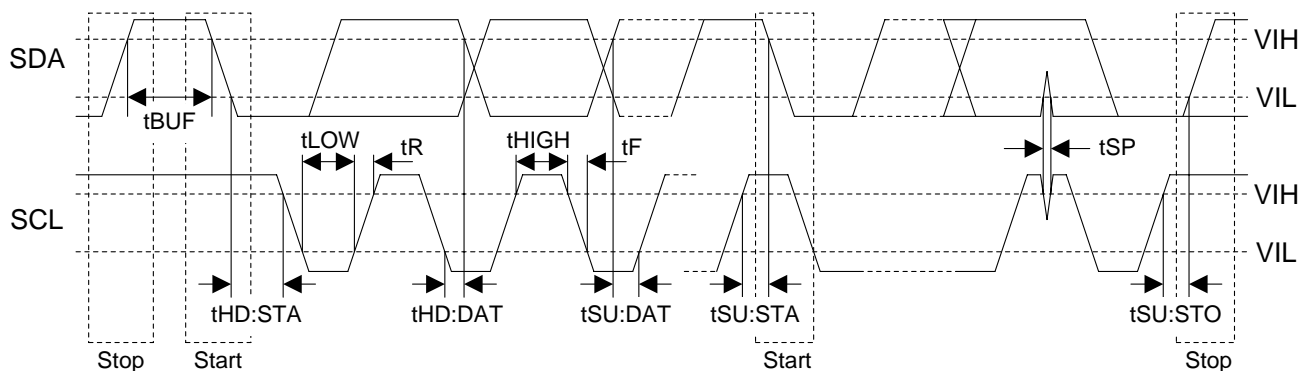 SDA
VIH
VIL
tBUF
tLOW
tR
tHIGH
tF
tSP
SCL
VIH
VIL
tHD:STA
tHD:DAT
tSU:DAT
tSU:STA
tSU:STO
Stop
Start
Start
Stop